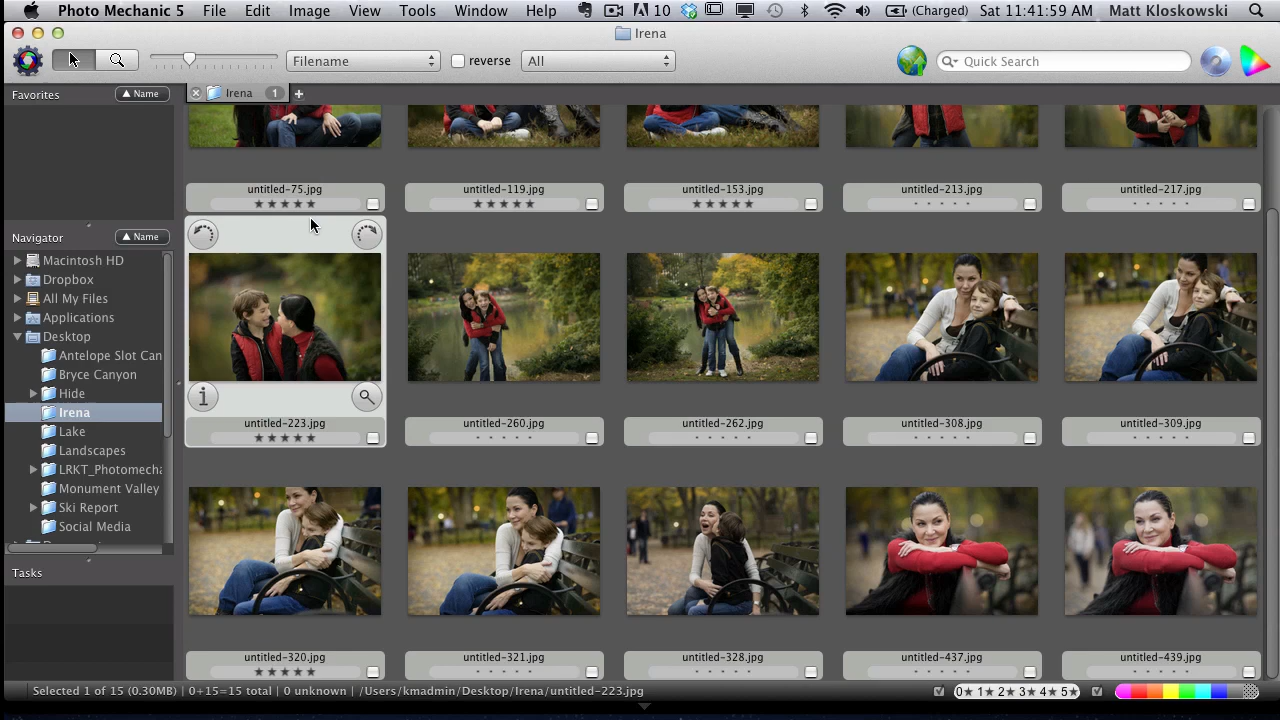 Photo Mechanic 5 File Edit Image View Tools Window Help 10 (Charged) Sat 11:41:59 AM Matt Kloskowski
Irena
Filename reverse All Quick Search
Favorites ▲ Name Irena 1 +
untitled-75.jpg untitled-119.jpg untitled-153.jpg untitled-213.jpg untitled-217.jpg
★★★★★ ★★★★★ ★★★★★ · · · · · · · · · ·
Navigator ▲ Name
Macintosh HD
Dropbox
All My Files
Applications
Desktop
Antelope Slot Can
Bryce Canyon
Hide
Irena
Lake
Landscapes
LRKT_Photomecha
Monument Valley
Ski Report
Social Media
untitled-223.jpg untitled-260.jpg untitled-262.jpg untitled-308.jpg untitled-309.jpg
★★★★★ · · · · · · · · · · · · · · · · · · · ·
Tasks
untitled-320.jpg untitled-321.jpg untitled-328.jpg untitled-437.jpg untitled-439.jpg
★★★★★ · · · · · · · · · · · · · · · · · · · ·
Selected 1 of 15 (0.30MB) | 0+15=15 total | 0 unknown | /Users/kmadmin/Desktop/Irena/untitled-223.jpg 0★ 1★ 2★ 3★ 4★ 5★